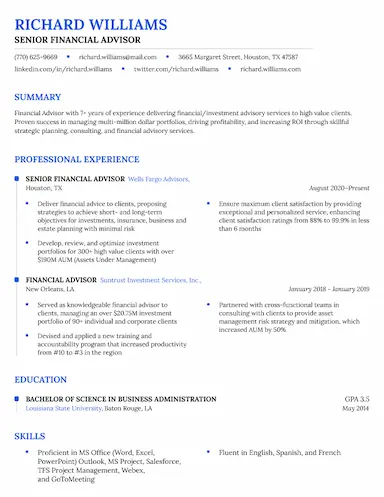 RICHARD WILLIAMS
SENIOR FINANCIAL ADVISOR
(770) 625-9669 • richard.williams@mail.com • 3665 Margaret Street, Houston, TX 47587
linkedin.com/in/richard.williams • twitter.com/richard.williams • richard.williams.com
SUMMARY
Financial Advisor with 7+ years of experience delivering financial/investment advisory services to high value clients.
Proven success in managing multi-million dollar portfolios, driving profitability, and increasing ROI through skillful
strategic planning, consulting, and financial advisory services.
PROFESSIONAL EXPERIENCE
SENIOR FINANCIAL ADVISOR Wells Fargo Advisors,
Houston, TX
August 2020–Present
• Deliver financial advice to clients, proposing
strategies to achieve short- and long-term
objectives for investments, insurance, business and
estate planning with minimal risk
• Develop, review, and optimize investment
portfolios for 300+ high value clients with over
$190M AUM (Assets Under Management)
• Ensure maximum client satisfaction by providing
exceptional and personalized service, enhancing
client satisfaction ratings from 88% to 99.9% in less
than 6 months
FINANCIAL ADVISOR Suntrust Investment Services, Inc.,
New Orleans, LA
January 2018 - January 2019
• Served as knowledgeable financial advisor to
clients, managing an over $20.75M investment
portfolio of 90+ individual and corporate clients
• Devised and applied a new training and
accountability program that increased productivity
from #10 to #3 in the region
• Partnered with cross-functional teams in
consulting with clients to provide asset
management risk strategy and mitigation, which
increased AUM by 50%
EDUCATION
BACHELOR OF SCIENCE IN BUSINESS ADMINISTRATION
GPA 3.5
Louisiana State University, Baton Rouge, LA
May 2014
SKILLS
• Proficient in MS Office (Word, Excel,
PowerPoint) Outlook, MS Project, Salesforce,
TFS Project Management, Webex,
and GoToMeeting
• Fluent in English, Spanish, and French